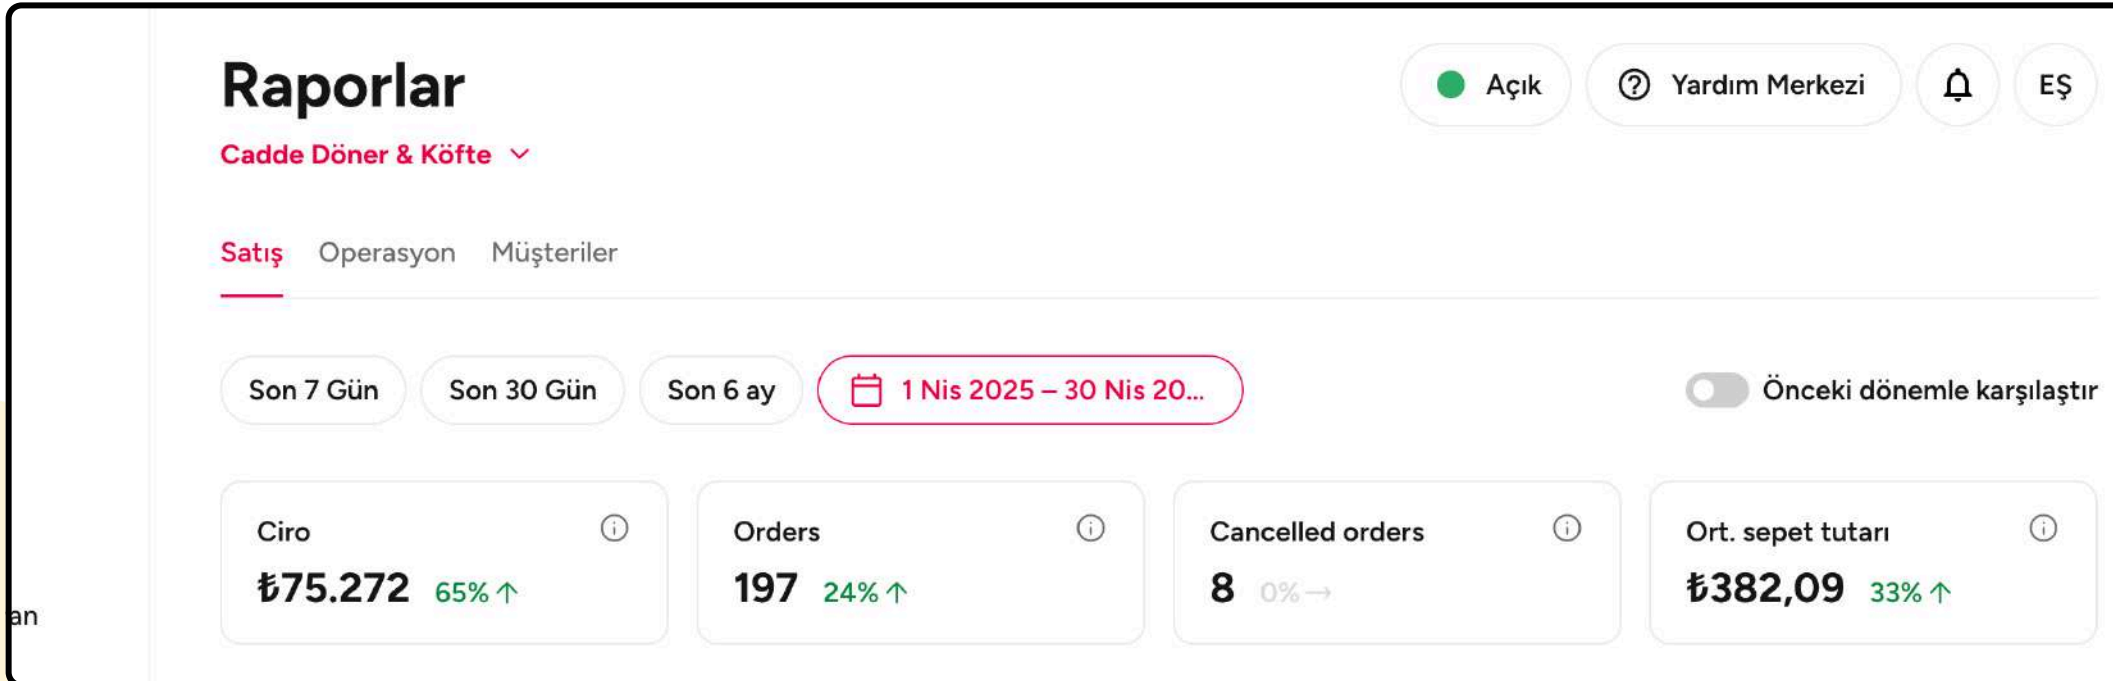 Raporlar
Açık
Yardım Merkezi
EŞ
Cadde Döner & Köfte
Satış Operasyon Müşteriler
Son 7 Gün Son 30 Gün Son 6 ay 1 Nis 2025 – 30 Nis 20... Önceki dönemle karşılaştır
Ciro
₺75.272 65% ↑
Orders
197 24% ↑
Cancelled orders
8 0% →
Ort. sepet tutarı
₺382,09 33% ↑
an